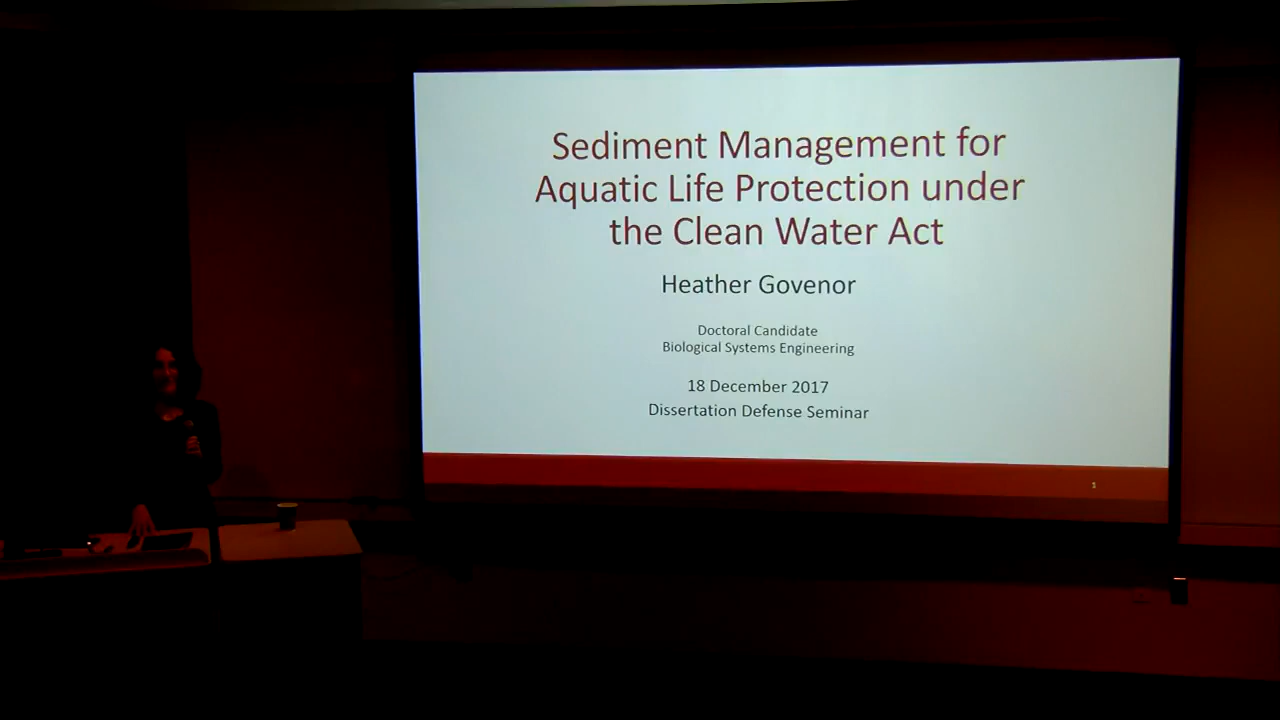 Sediment Management for
Aquatic Life Protection under
the Clean Water Act
Heather Govenor
Doctoral Candidate
Biological Systems Engineering
18 December 2017
Dissertation Defense Seminar
1